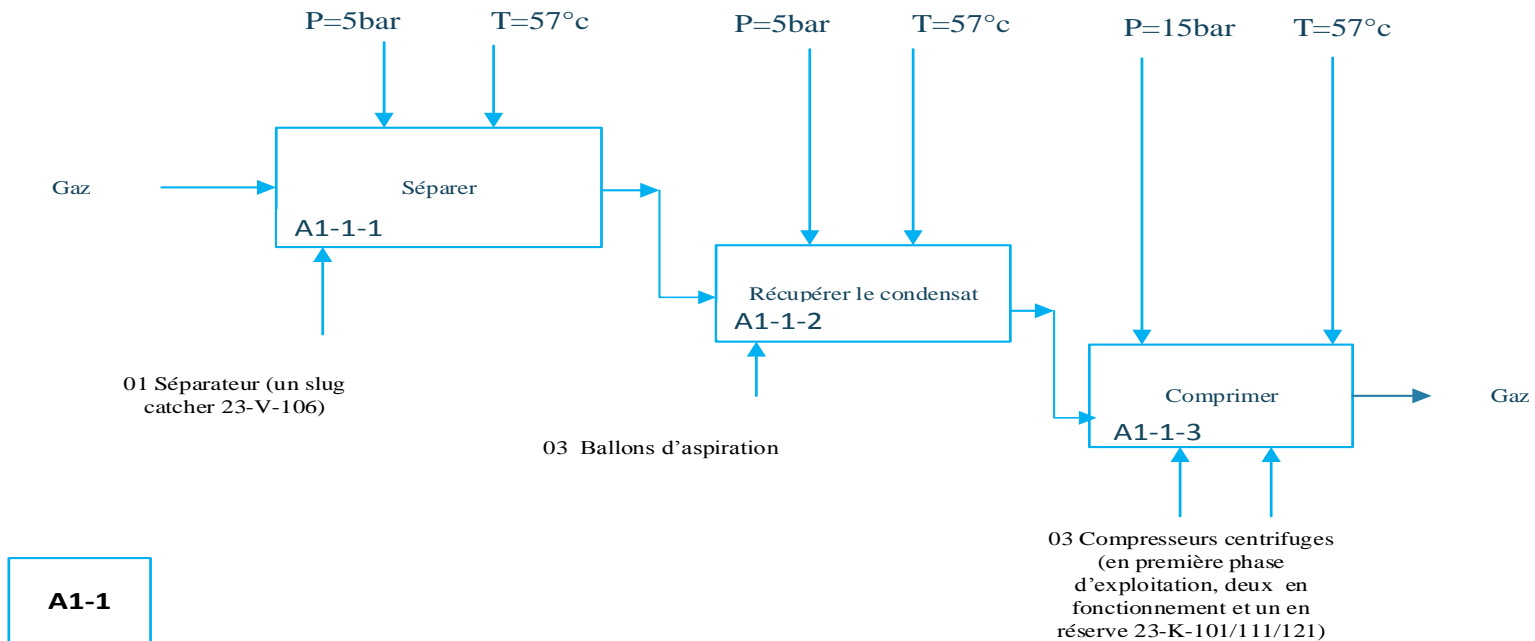 P=5bar
T=57°c
P=5bar
T=57°c
P=15bar
T=57°c
Gaz
Séparer
A1-1-1
Récupérer le condensat
A1-1-2
Comprimer
A1-1-3
Gaz
01 Séparateur (un slug
catcher 23-V-106)
03 Ballons d’aspiration
03 Compresseurs centrifuges
(en première phase
d’exploitation, deux en
fonctionnement et un en
réserve 23-K-101/111/121)
A1-1